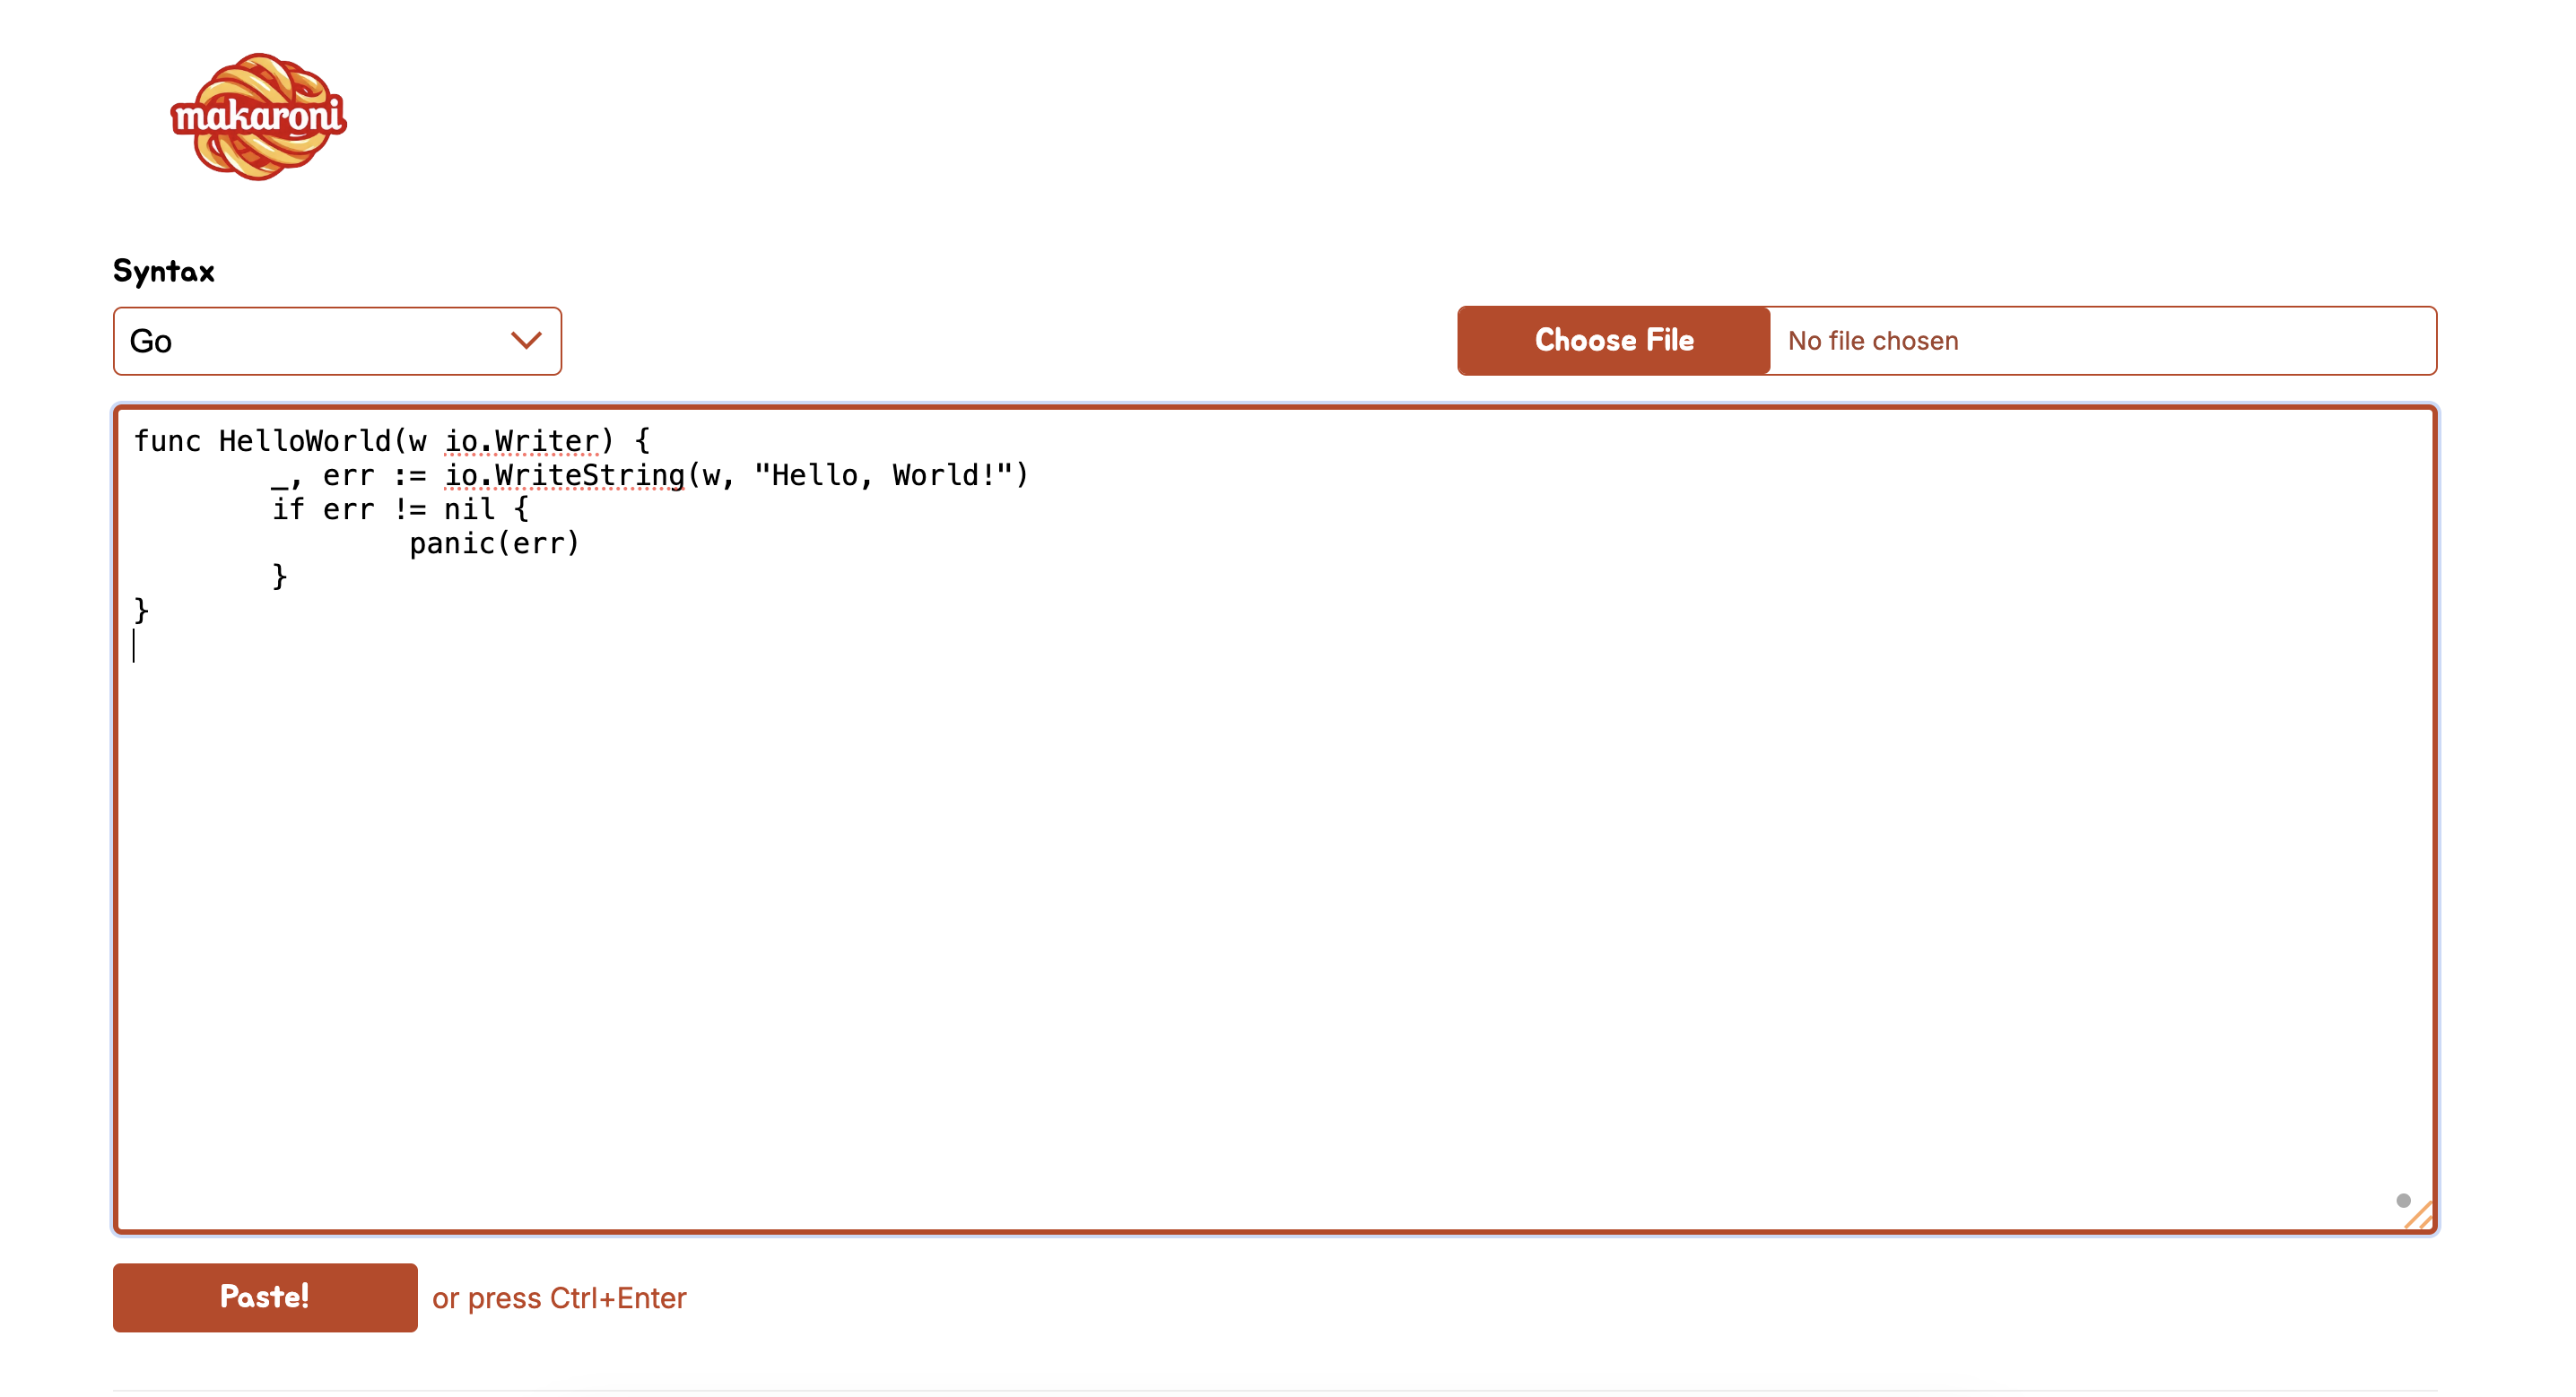 makaroni
Syntax
Go
Choose File No file chosen
func HelloWorld(w io.Writer) {
        _, err := io.WriteString(w, "Hello, World!")
        if err != nil {
                panic(err)
        }
}
Paste! or press Ctrl+Enter